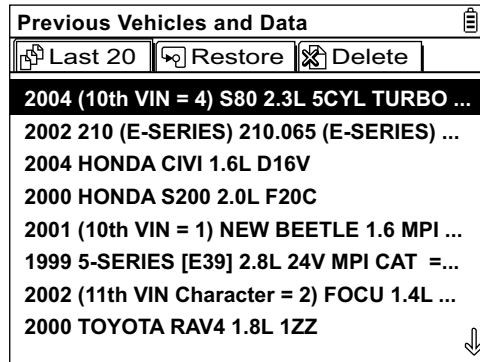 Previous Vehicles and Data
Last 20 Restore Delete
2004 (10th VIN = 4) S80 2.3L 5CYL TURBO ...
2002 210 (E-SERIES) 210.065 (E-SERIES) ...
2004 HONDA CIVI 1.6L D16V
2000 HONDA S200 2.0L F20C
2001 (10th VIN = 1) NEW BEETLE 1.6 MPI ...
1999 5-SERIES [E39] 2.8L 24V MPI CAT =...
2002 (11th VIN Character = 2) FOCU 1.4L ...
2000 TOYOTA RAV4 1.8L 1ZZ